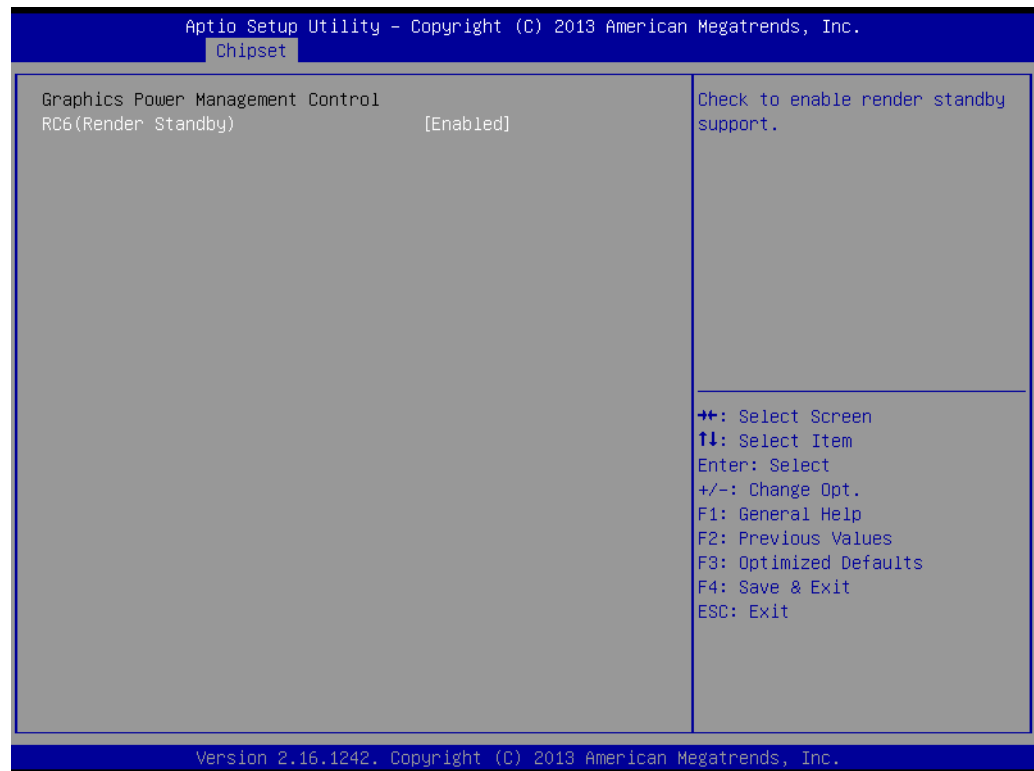 Aptio Setup Utility – Copyright (C) 2013 American Megatrends, Inc.
Chipset
Graphics Power Management Control
RC6(Render Standby) [Enabled]
Check to enable render standby
support.
→←: Select Screen
↑↓: Select Item
Enter: Select
+/-: Change Opt.
F1: General Help
F2: Previous Values
F3: Optimized Defaults
F4: Save & Exit
ESC: Exit
Version 2.16.1242. Copyright (C) 2013 American Megatrends, Inc.